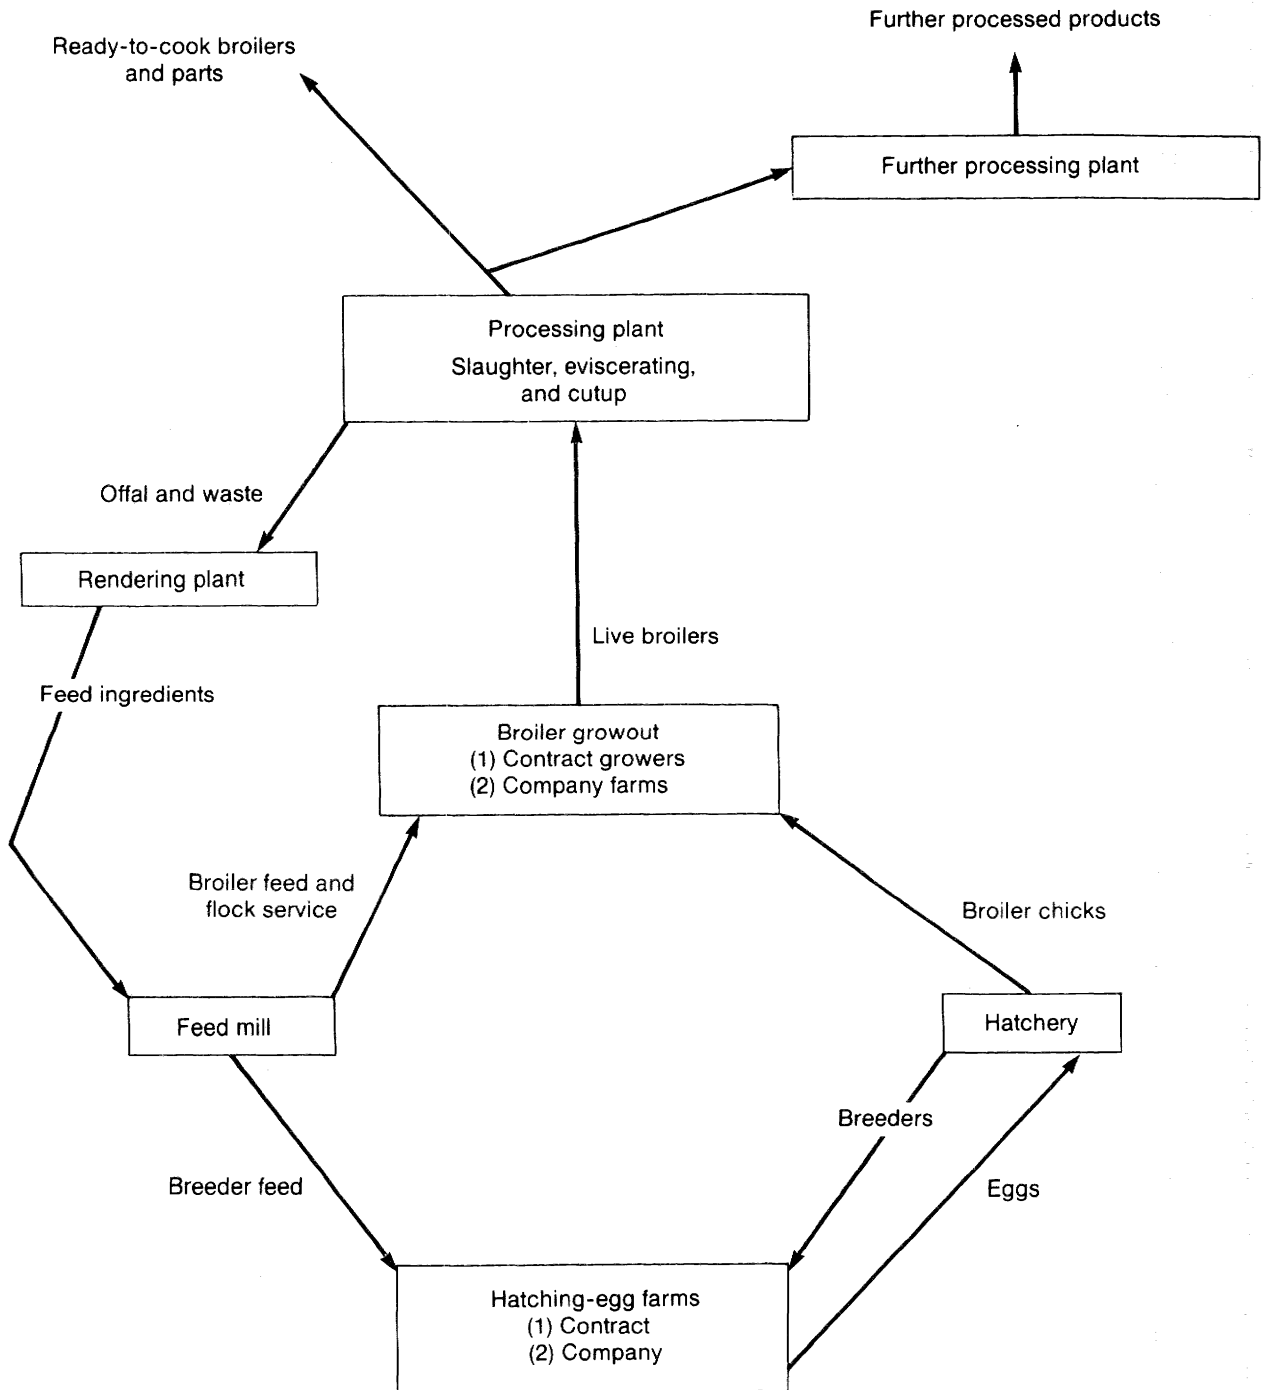 Further processed products
Ready-to-cook broilers
and parts
Further processing plant
Processing plant
Slaughter, eviscerating,
and cutup
Offal and waste
Rendering plant
Live broilers
Feed ingredients
Broiler growout
(1) Contract growers
(2) Company farms
Broiler feed and
flock service
Broiler chicks
Feed mill
Hatchery
Breeders
Breeder feed
Eggs
Hatching-egg farms
(1) Contract
(2) Company